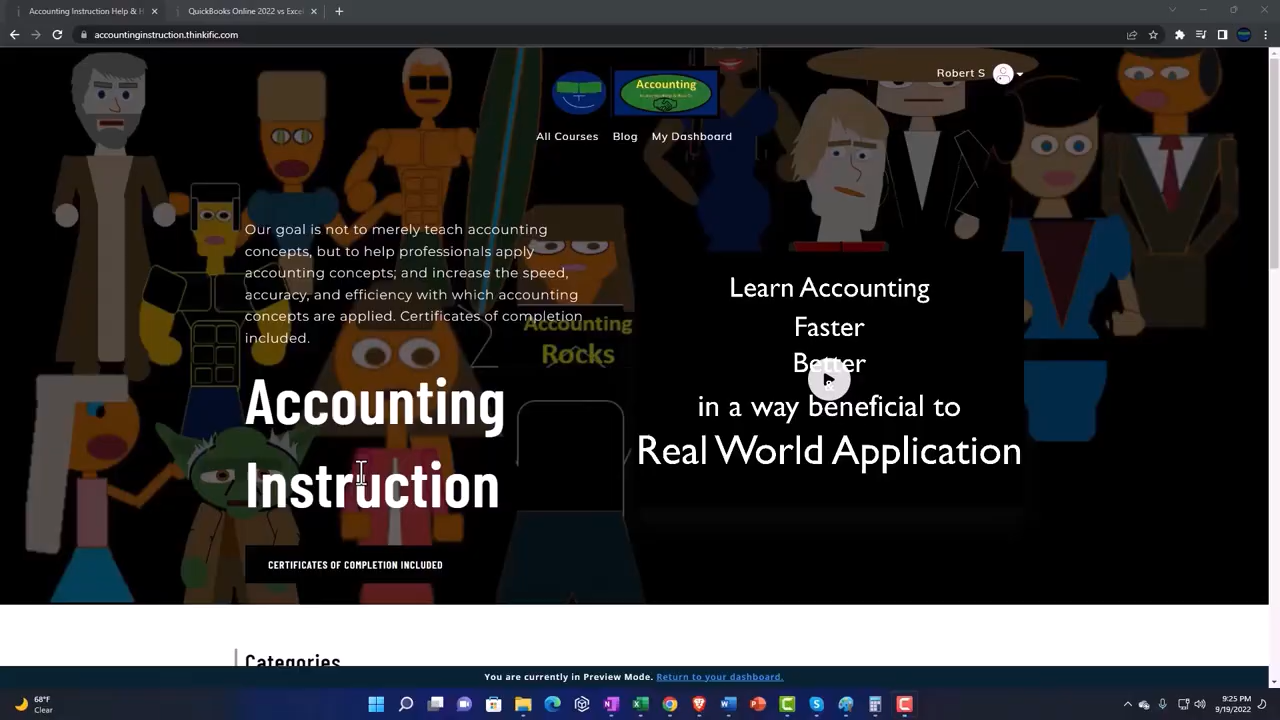 Accounting Instruction Help & H
QuickBooks Online 2022 vs Excel
accountinginstruction.thinkific.com
Robert S
Accounting
All Courses
Blog
My Dashboard
Our goal is not to merely teach accounting
concepts, but to help professionals apply
accounting concepts; and increase the speed,
accuracy, and efficiency with which accounting
concepts are applied. Certificates of completion
included.
Accounting
Rocks
Accounting
Instruction
CERTIFICATES OF COMPLETION INCLUDED
Learn Accounting
Faster
Better
&
in a way beneficial to
Real World Application
Categories
You are currently in Preview Mode. Return to your dashboard.
68°F
Clear
9:25 PM
9/19/2022